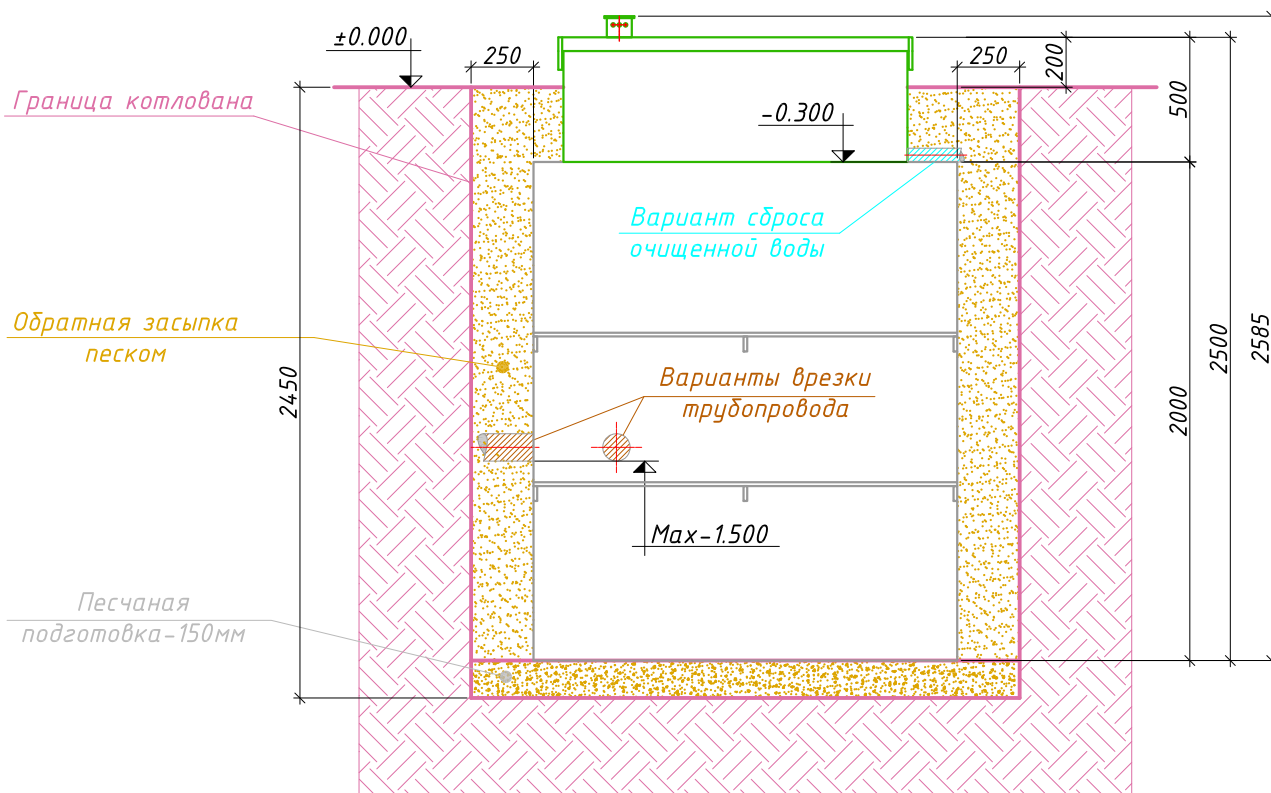 ±0.000
250
250
200
500
Граница котлована
-0.300
Вариант сброса
очищенной воды
Обратная засыпка
песком
2450
Варианты врезки
трубопровода
2000
2500
2585
Max-1.500
Песчаная
подготовка-150мм